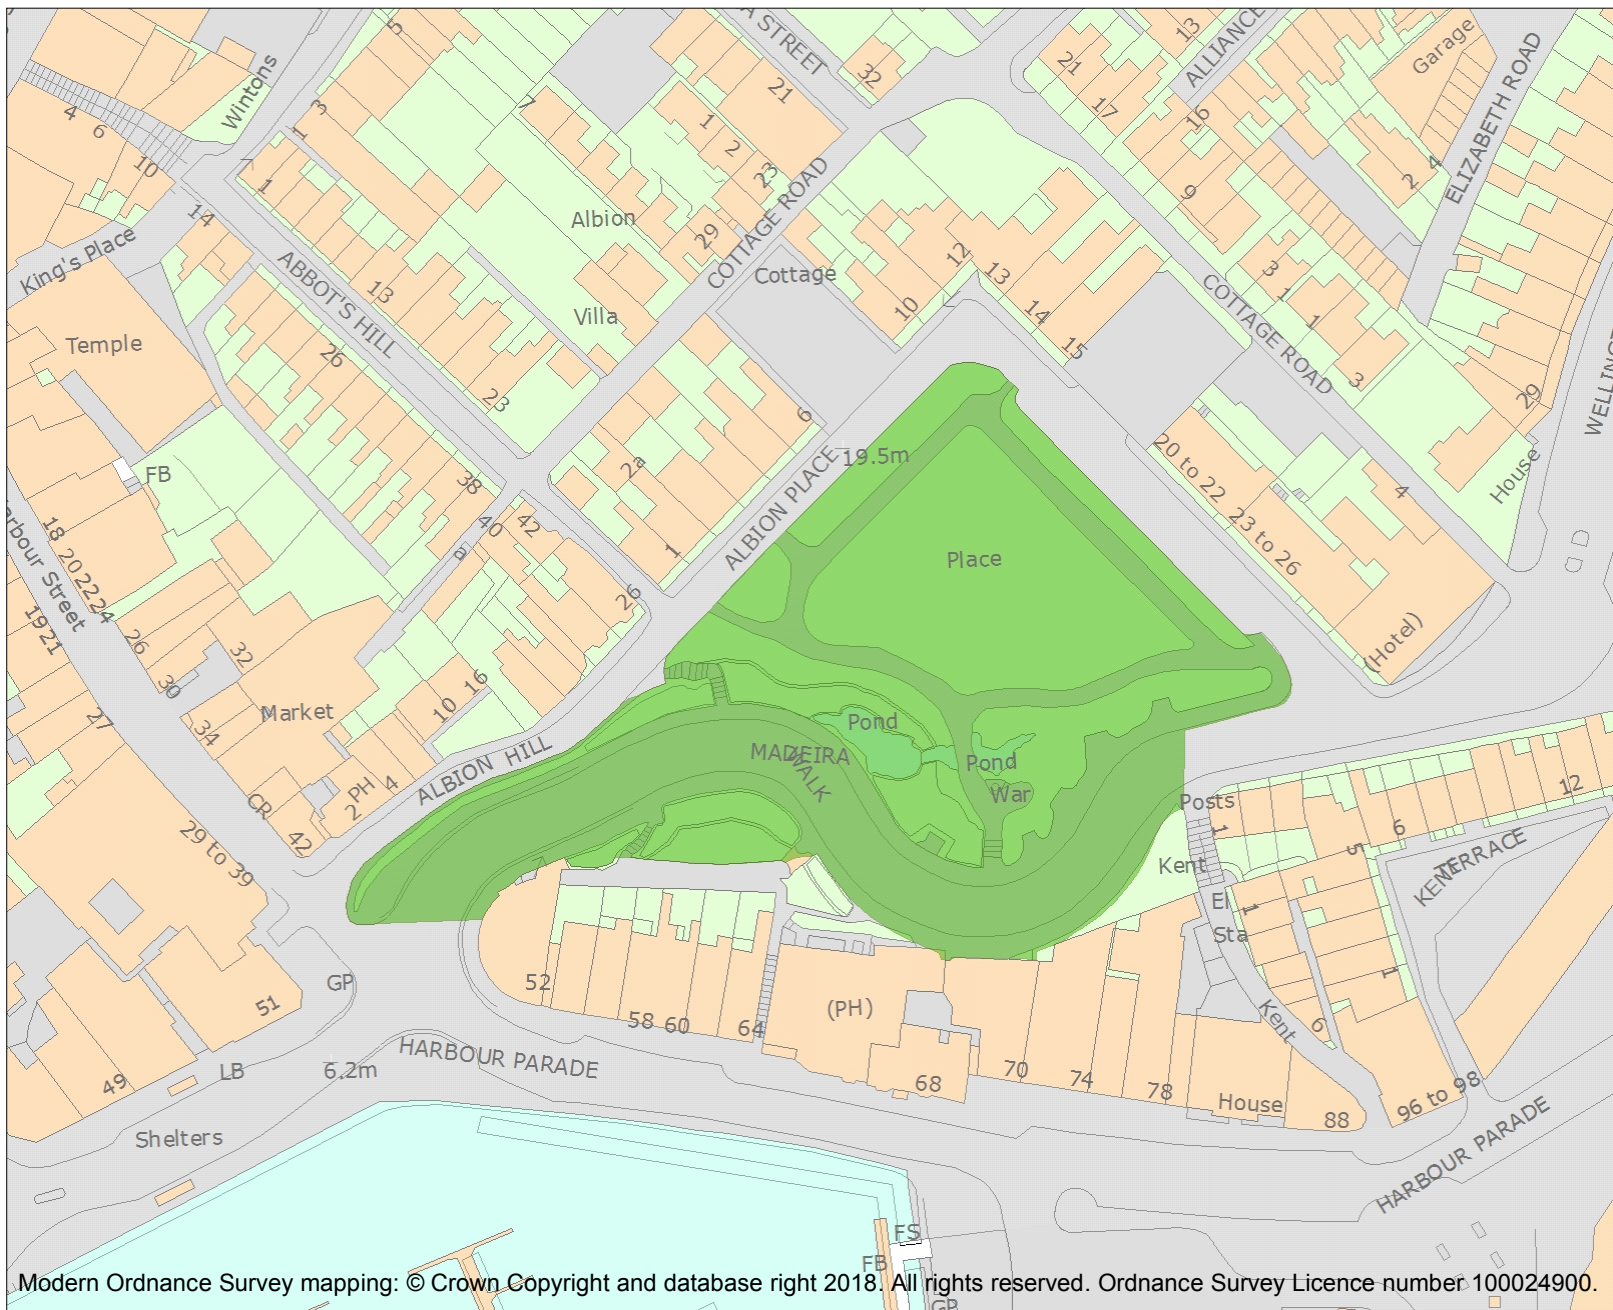 A STREET
32
21
13
ALLIANCE
Garage
ELIZABETH ROAD
5
Wintons
4
6
10
1
3
1
7
21
1
2
23
17
16
9
2
4
14
King's Place
Albion
29
COTTAGE ROAD
Cottage
12
13
14
15
10
3
1
1
3
COTTAGE ROAD
29
WELLING
ABBOT'S HILL
13
Villa
Temple
26
23
6
2a
19.5m
ALBION PLACE
20 to 22
23 to 26
4
House
FB
38
40
42
a
1
26
Place
arbour Street
18
20
22
24
19
21
26
30
32
34
27
Market
10
16
(Hotel)
Pond
MADEIRA
WALK
Pond
War
ALBION HILL
PH
2
4
CR
42
29 to 39
Posts
1
12
6
5
KENT
TERRACE
Kent
El
Sta
1
1
Kent
6
GP
51
52
58
60
64
(PH)
68
70
74
78
House
88
96 to 98
HARBOUR PARADE
49
LB
6.2m
Shelters
HARBOUR PARADE
FS
FB
GP
Modern Ordnance Survey mapping: © Crown Copyright and database right 2018. All rights reserved. Ordnance Survey Licence number 100024900.